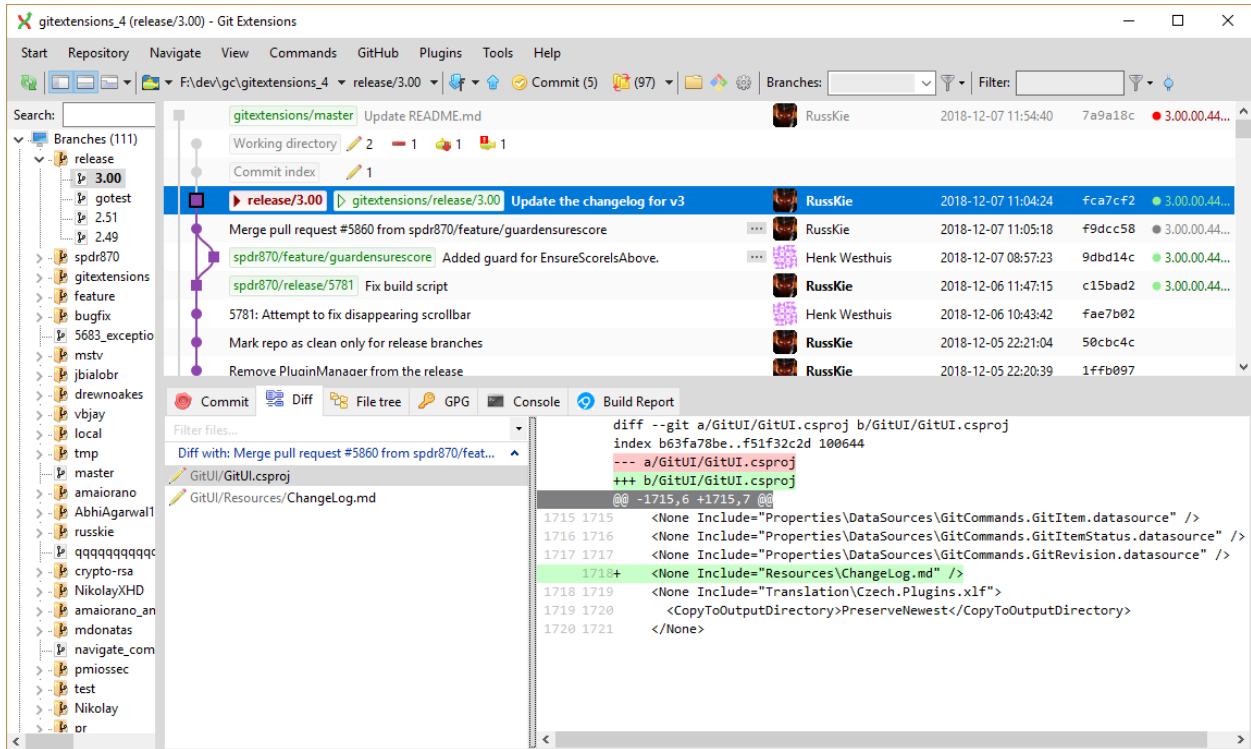 gitextensions_4 (release/3.00) - Git Extensions
Start Repository Navigate View Commands GitHub Plugins Tools Help
F:\dev\gc\gitextensions_4 release/3.00 Commit (5) (97) Branches: Filter:
Search:
Branches (111)
release
3.00
gotest
2.51
2.49
spdr870
gitextensions
feature
bugfix
5683_exceptio
mstv
jbialobr
drewnoakes
vbjay
local
tmp
master
amaiorano
AbhiAgarwal1
russkie
qqqqqqqqqqq
crypto-rsa
NikolayXHD
amaiorano_an
mdonatas
navigate_com
pmiossec
test
Nikolay
pr
gitextensions/master Update README.md RussKie 2018-12-07 11:54:40 7a9a18c 3.00.00.44...
Working directory 2 1 1 1
Commit index 1
release/3.00 gitextensions/release/3.00 Update the changelog for v3 RussKie 2018-12-07 11:04:24 fca7cf2 3.00.00.44...
Merge pull request #5860 from spdr870/feature/guardensurescore ... RussKie 2018-12-07 11:05:18 f9dcc58 3.00.00.44...
spdr870/feature/guardensurescore Added guard for EnsureScoreIsAbove. ... Henk Westhuis 2018-12-07 08:57:23 9dbd14c 3.00.00.44...
spdr870/release/5781 Fix build script RussKie 2018-12-06 11:47:15 c15bad2 3.00.00.44...
5781: Attempt to fix disappearing scrollbar Henk Westhuis 2018-12-06 10:43:42 fae7b02
Mark repo as clean only for release branches RussKie 2018-12-05 22:21:04 50cbc4c
Remove PluginManager from the release RussKie 2018-12-05 22:20:39 1ffb097
Commit Diff File tree GPG Console Build Report
Filter files...
Diff with: Merge pull request #5860 from spdr870/feat...
GitUI/GitUI.csproj
GitUI/Resources/ChangeLog.md
diff --git a/GitUI/GitUI.csproj b/GitUI/GitUI.csproj
index b63fa78be..f51f32c2d 100644
--- a/GitUI/GitUI.csproj
+++ b/GitUI/GitUI.csproj
@@ -1715,6 +1715,7 @@
1715 1715 <None Include="Properties\DataSources\GitCommands.GitItem.datasource" />
1716 1716 <None Include="Properties\DataSources\GitCommands.GitItemStatus.datasource" />
1717 1717 <None Include="Properties\DataSources\GitCommands.GitRevision.datasource" />
1718+ <None Include="Resources\ChangeLog.md" />
1718 1719 <None Include="Translation\Czech.Plugins.xlf">
1719 1720 <CopyToOutputDirectory>PreserveNewest</CopyToOutputDirectory>
1720 1721 </None>